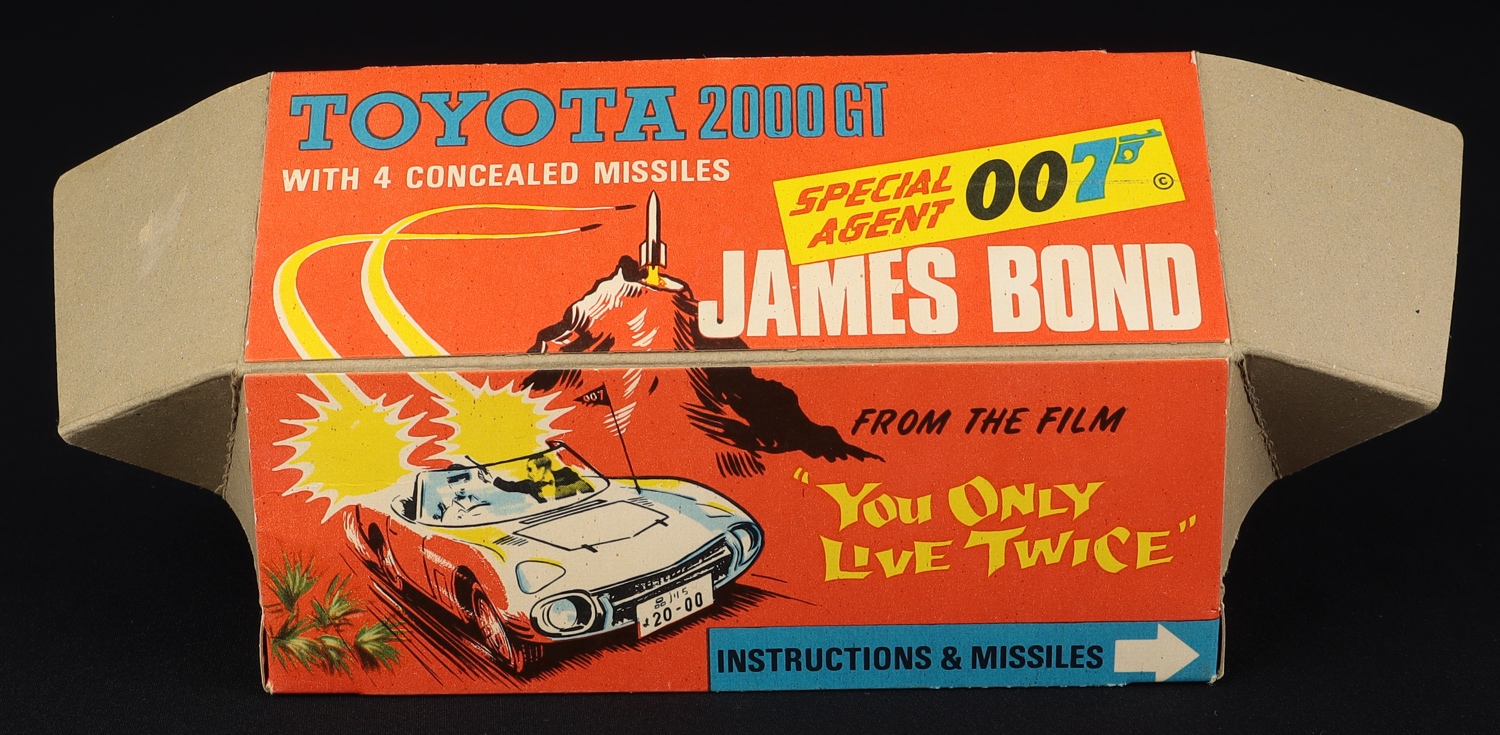 TOYOTA 2000 GT
WITH 4 CONCEALED MISSILES
SPECIAL AGENT 007 ©
JAMES BOND
007
FROM THE FILM
"YOU ONLY
LIVE TWICE"
20-00
INSTRUCTIONS & MISSILES